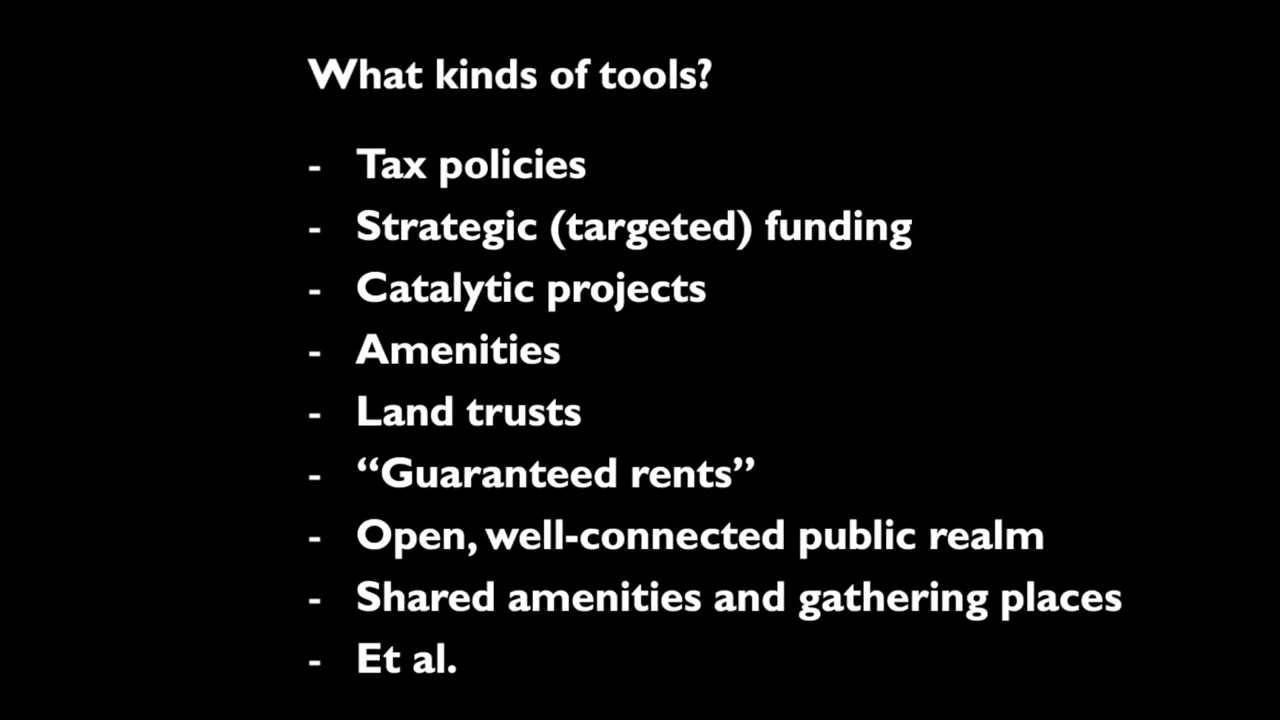 What kinds of tools?
- Tax policies
- Strategic (targeted) funding
- Catalytic projects
- Amenities
- Land trusts
- “Guaranteed rents”
- Open, well-connected public realm
- Shared amenities and gathering places
- Et al.